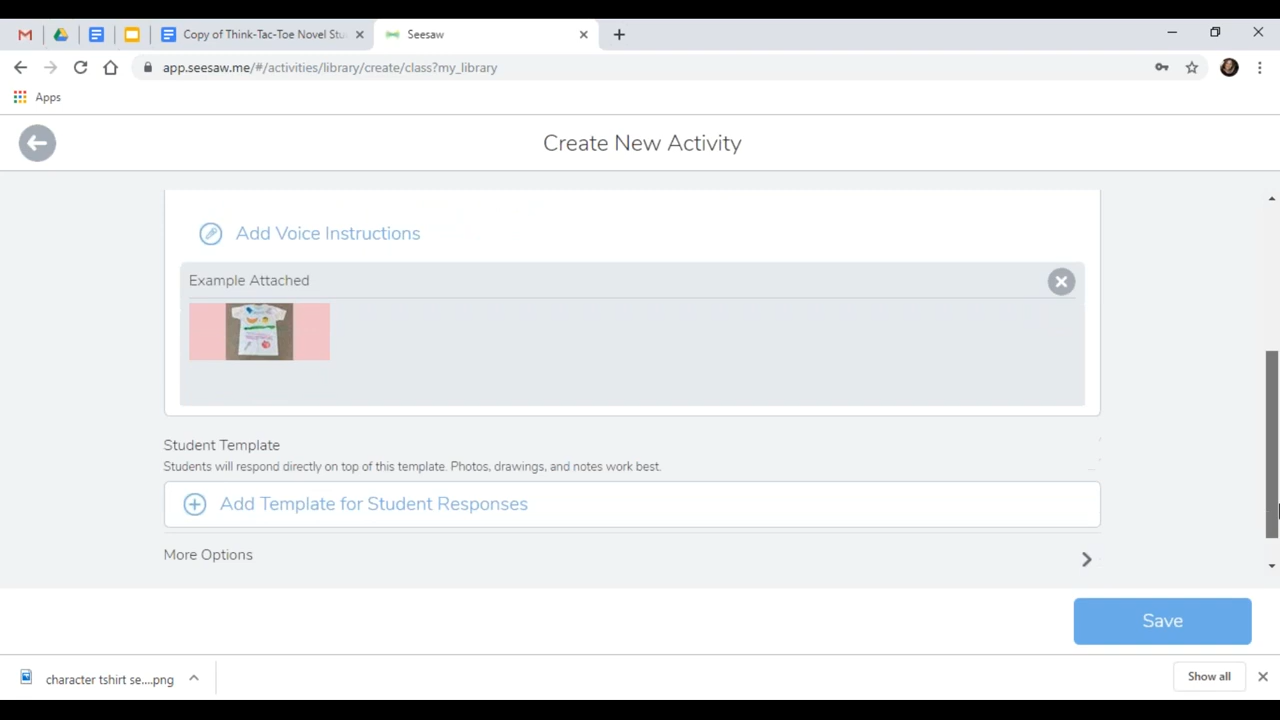 Copy of Think-Tac-Toe Novel Stu
Seesaw
app.seesaw.me/#/activities/library/create/class?my_library
Apps
Create New Activity
Add Voice Instructions
Example Attached
Student Template
Students will respond directly on top of this template. Photos, drawings, and notes work best.
Add Template for Student Responses
More Options
Save
character tshirt se....png
Show all